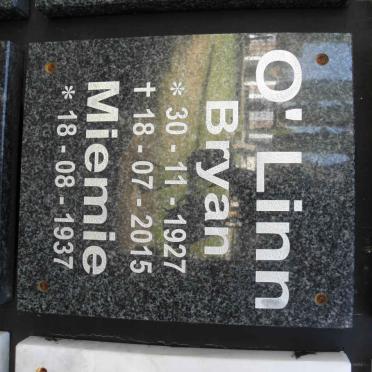 O' Linn
Bryan
* 30 - 11 - 1927
† 18 - 07 - 2015
Miemie
* 18 - 08 - 1937